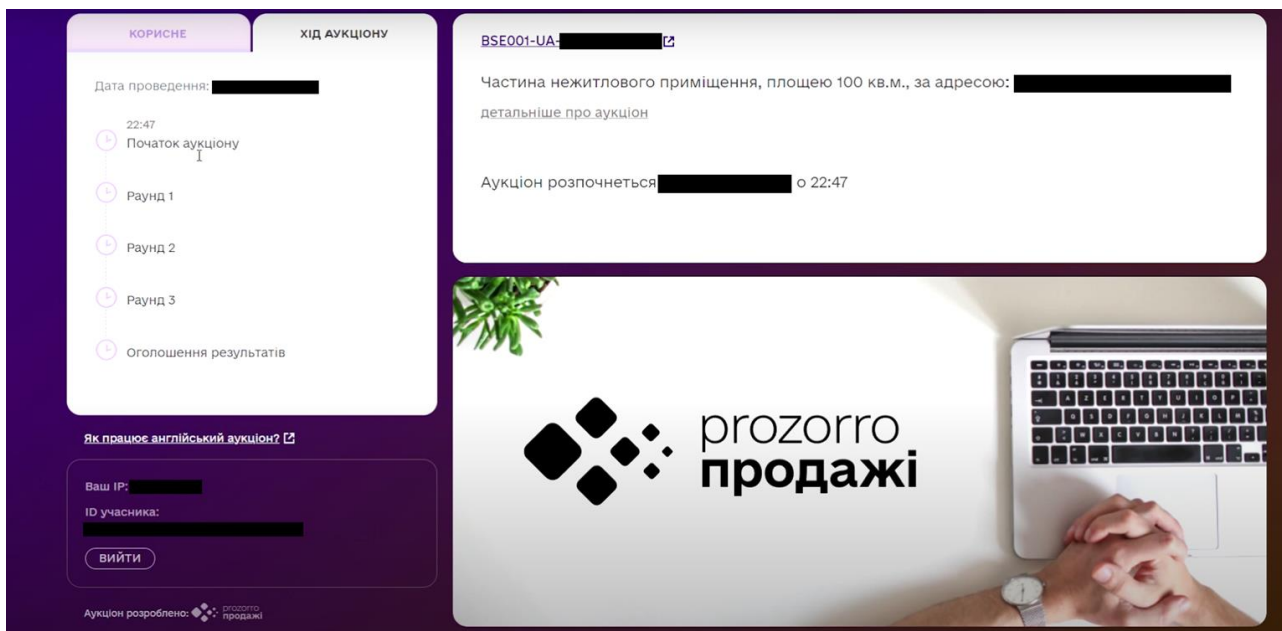 КОРИСНЕ
ХІД АУКЦІОНУ
Дата проведення:
22:47
Початок аукціону
Раунд 1
Раунд 2
Раунд 3
Оголошення результатів
Як працює англійський аукціон?
Ваш IP:
ID учасника:
ВИЙТИ
Аукціон розроблено: prozorro
продажі
BSE001-UA-
Частина нежитлового приміщення, площею 100 кв.м., за адресою:
детальніше про аукціон
Аукціон розпочнеться о 22:47
prozorro
продажі